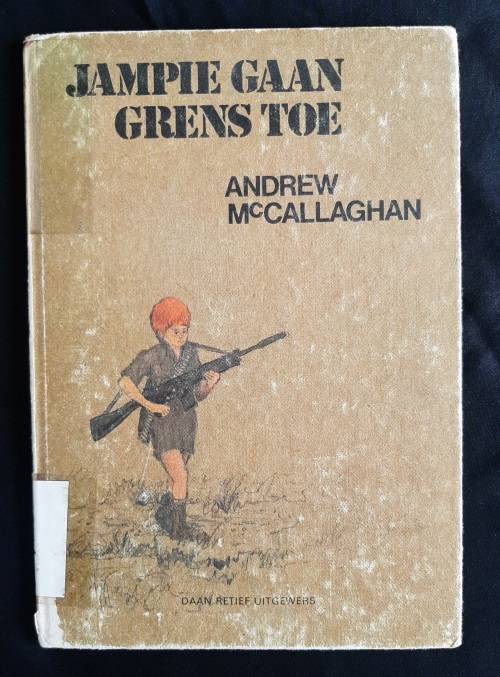 JAMPIE GAAN
GRENS TOE
ANDREW
McCALLAGHAN
DAAN RETIEF UITGEWERS